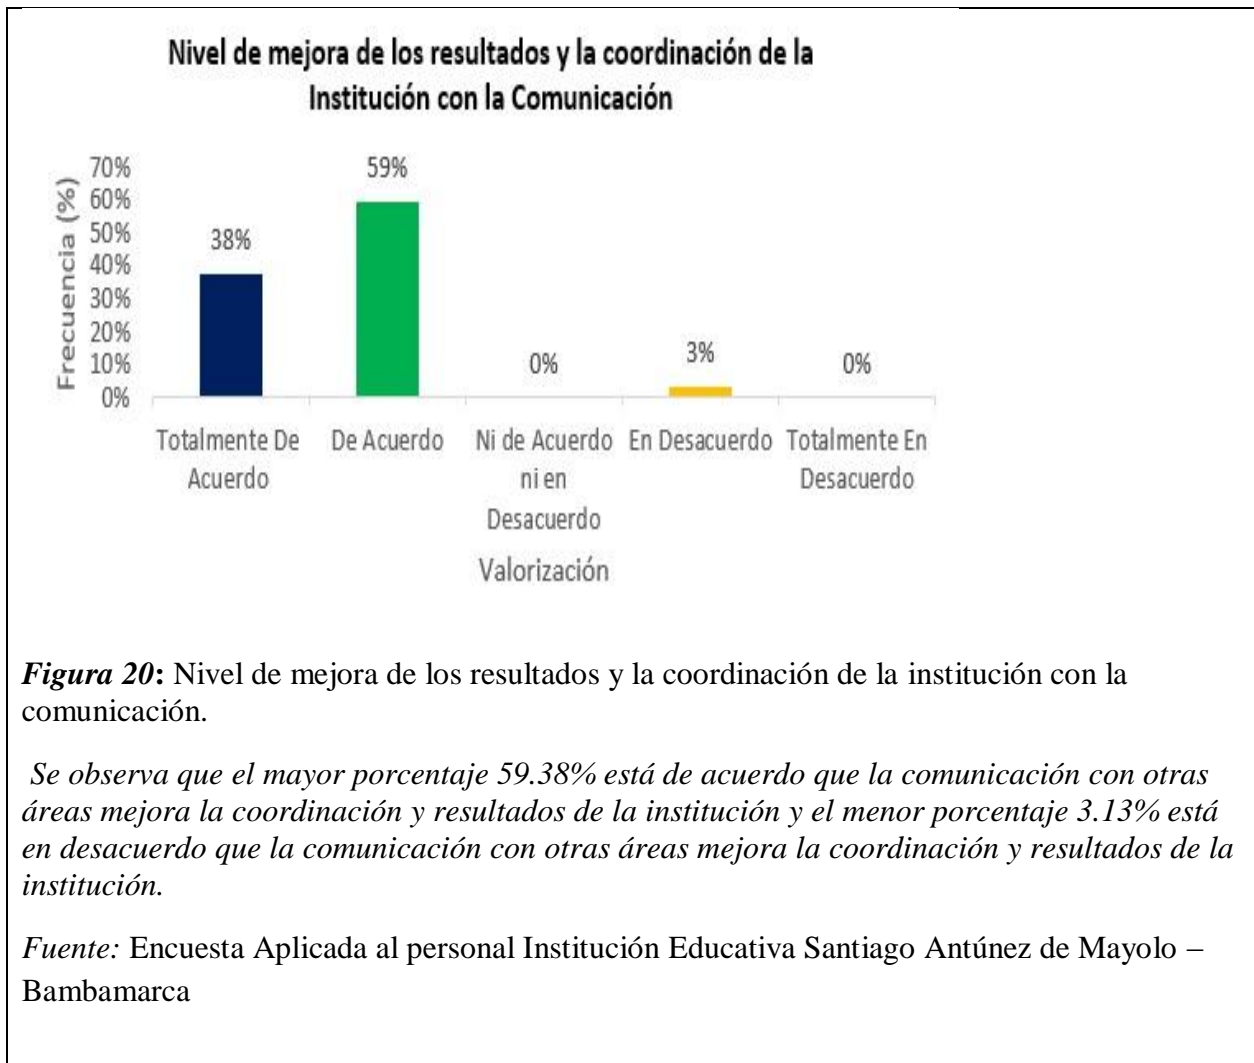 Nivel de mejora de los resultados y la coordinación de la
Institución con la Comunicación
Frecuencia (%)
70%
60%
50%
40%
30%
20%
10%
0%
38%
59%
0%
3%
0%
Totalmente De
Acuerdo
De Acuerdo
Ni de Acuerdo
ni en
Desacuerdo
En Desacuerdo
Totalmente En
Desacuerdo
Valorización
Figura 20: Nivel de mejora de los resultados y la coordinación de la institución con la
comunicación.
Se observa que el mayor porcentaje 59.38% está de acuerdo que la comunicación con otras
áreas mejora la coordinación y resultados de la institución y el menor porcentaje 3.13% está
en desacuerdo que la comunicación con otras áreas mejora la coordinación y resultados de la
institución.
Fuente: Encuesta Aplicada al personal Institución Educativa Santiago Antúnez de Mayolo –
Bambamarca